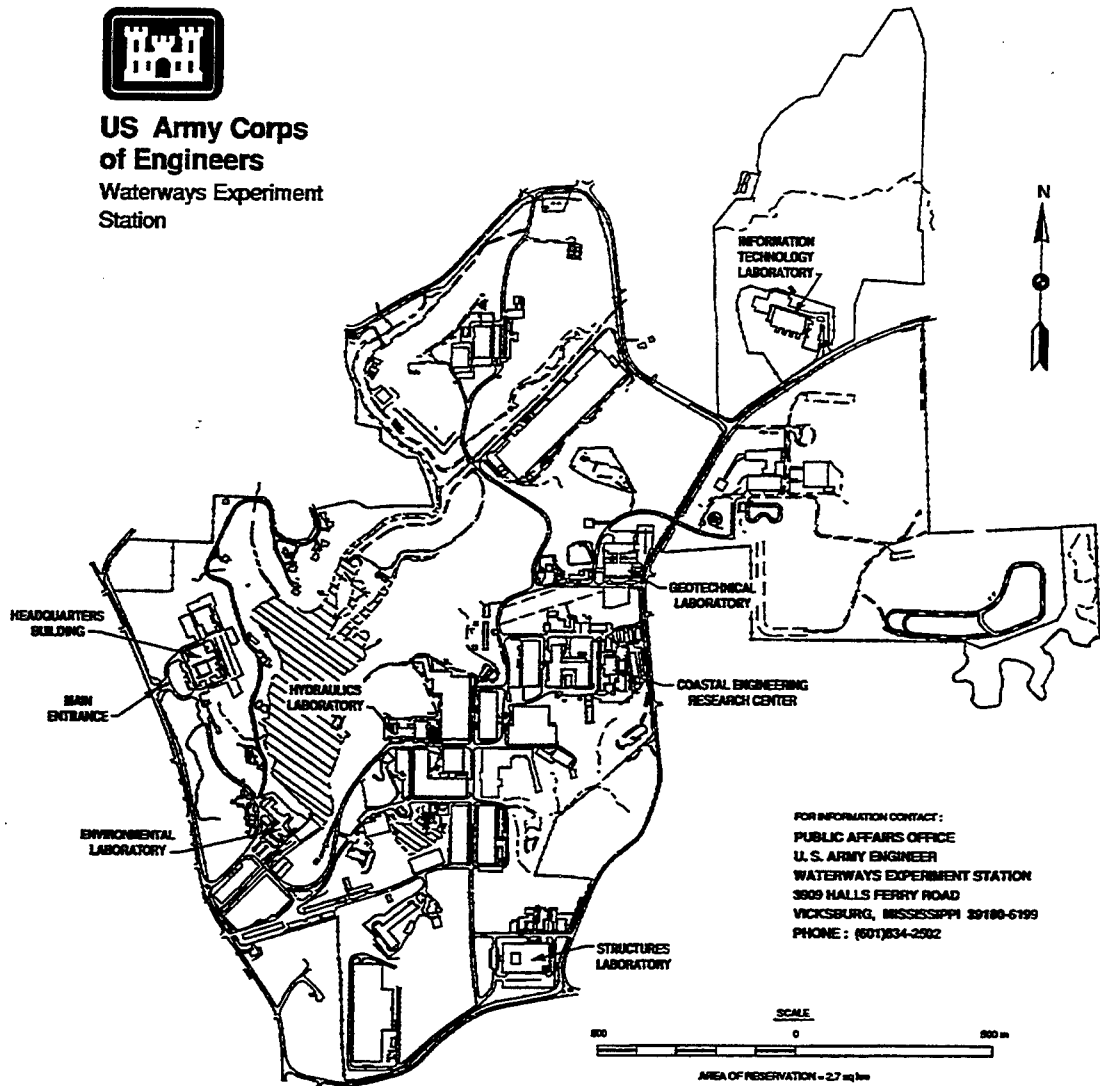 US Army Corps
of Engineers
Waterways Experiment
Station
N
INFORMATION
TECHNOLOGY
LABORATORY
GEOTECHNICAL
LABORATORY
HEADQUARTERS
BUILDING
MAIN
ENTRANCE
HYDRAULICS
LABORATORY
COASTAL ENGINEERING
RESEARCH CENTER
ENVIRONMENTAL
LABORATORY
STRUCTURES
LABORATORY
FOR INFORMATION CONTACT :
PUBLIC AFFAIRS OFFICE
U. S. ARMY ENGINEER
WATERWAYS EXPERIMENT STATION
3909 HALLS FERRY ROAD
VICKSBURG, MISSISSIPPI 39180-6199
PHONE : (601)634-2502
SCALE
500 0 500 m
AREA OF RESERVATION = 2.7 sq km